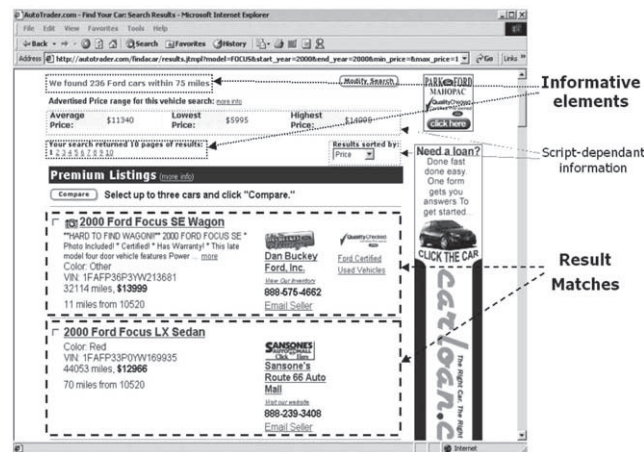 AutoTrader.com - Find Your Car: Search Results - Microsoft Internet Explorer
File Edit View Favorites Tools Help
Back Search Favorites History
Address http://autotrader.com/findacar/results.jtmpl?model=FOCUS&start_year=2000&end_year=2000&min_price=&max_price=1 Go Links »
We found 236 Ford cars within 75 miles
Modify Search
Advertised Price range for this vehicle search: more info
Average Price: $11340 Lowest Price: $5995 Highest Price: $14998
Your search returned 10 pages of results:
1 2 3 4 5 6 7 8 9 10
Results sorted by:
Price
Premium Listings (more info)
Compare Select up to three cars and click "Compare."
2000 Ford Focus SE Wagon
**HARD TO FIND WAGON!!** 2000 FORD FOCUS SE *
Photo Included! * Certified! * Has Warranty! * This late
model four door vehicle features Power ... more
Color: Other
VIN: 1FAFP36P3YW213681
32114 miles, $13999
11 miles from 10520
Dan Buckey
Ford, Inc.
View Our Inventory
888-575-4662
Email Seller
QualityChecked
Ford Certified
Used Vehicles
2000 Ford Focus LX Sedan
Color: Red
VIN: 1FAFP33P0YW169935
44053 miles, $12966
70 miles from 10520
SANSONE'S
AUTO MALL
Click Here
Sansone's
Route 66 Auto
Mall
Visit our website
888-239-3408
Email Seller
PARK FORD
MAHOPAC
QualityChecked
click here
Need a loan?
Done fast
done easy.
One form
gets you
answers To
get started...
CLICK THE CAR
carloan.c
The Right Car. The Right
Internet
Informative
elements
Script-dependant
information
Result
Matches